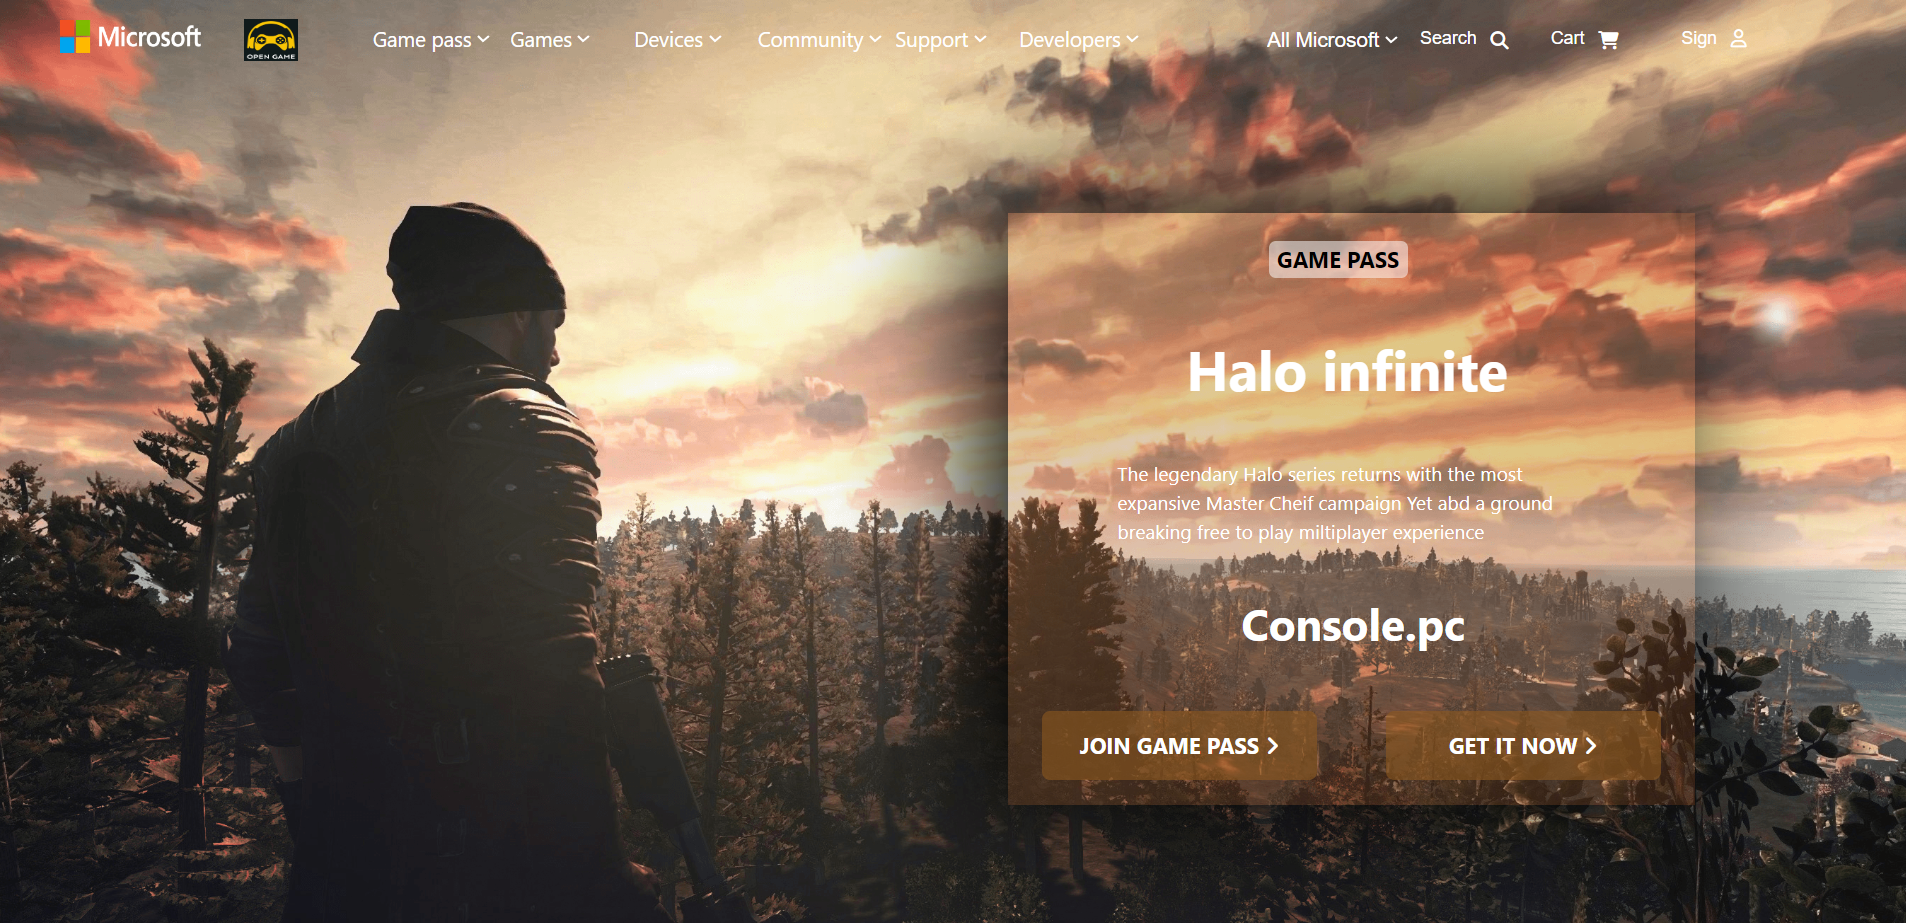 Microsoft
OPEN GAME
Game pass Games Devices Community Support Developers All Microsoft Search Cart Sign
GAME PASS
Halo infinite
The legendary Halo series returns with the most
expansive Master Cheif campaign Yet abd a ground
breaking free to play miltiplayer experience
Console.pc
JOIN GAME PASS GET IT NOW